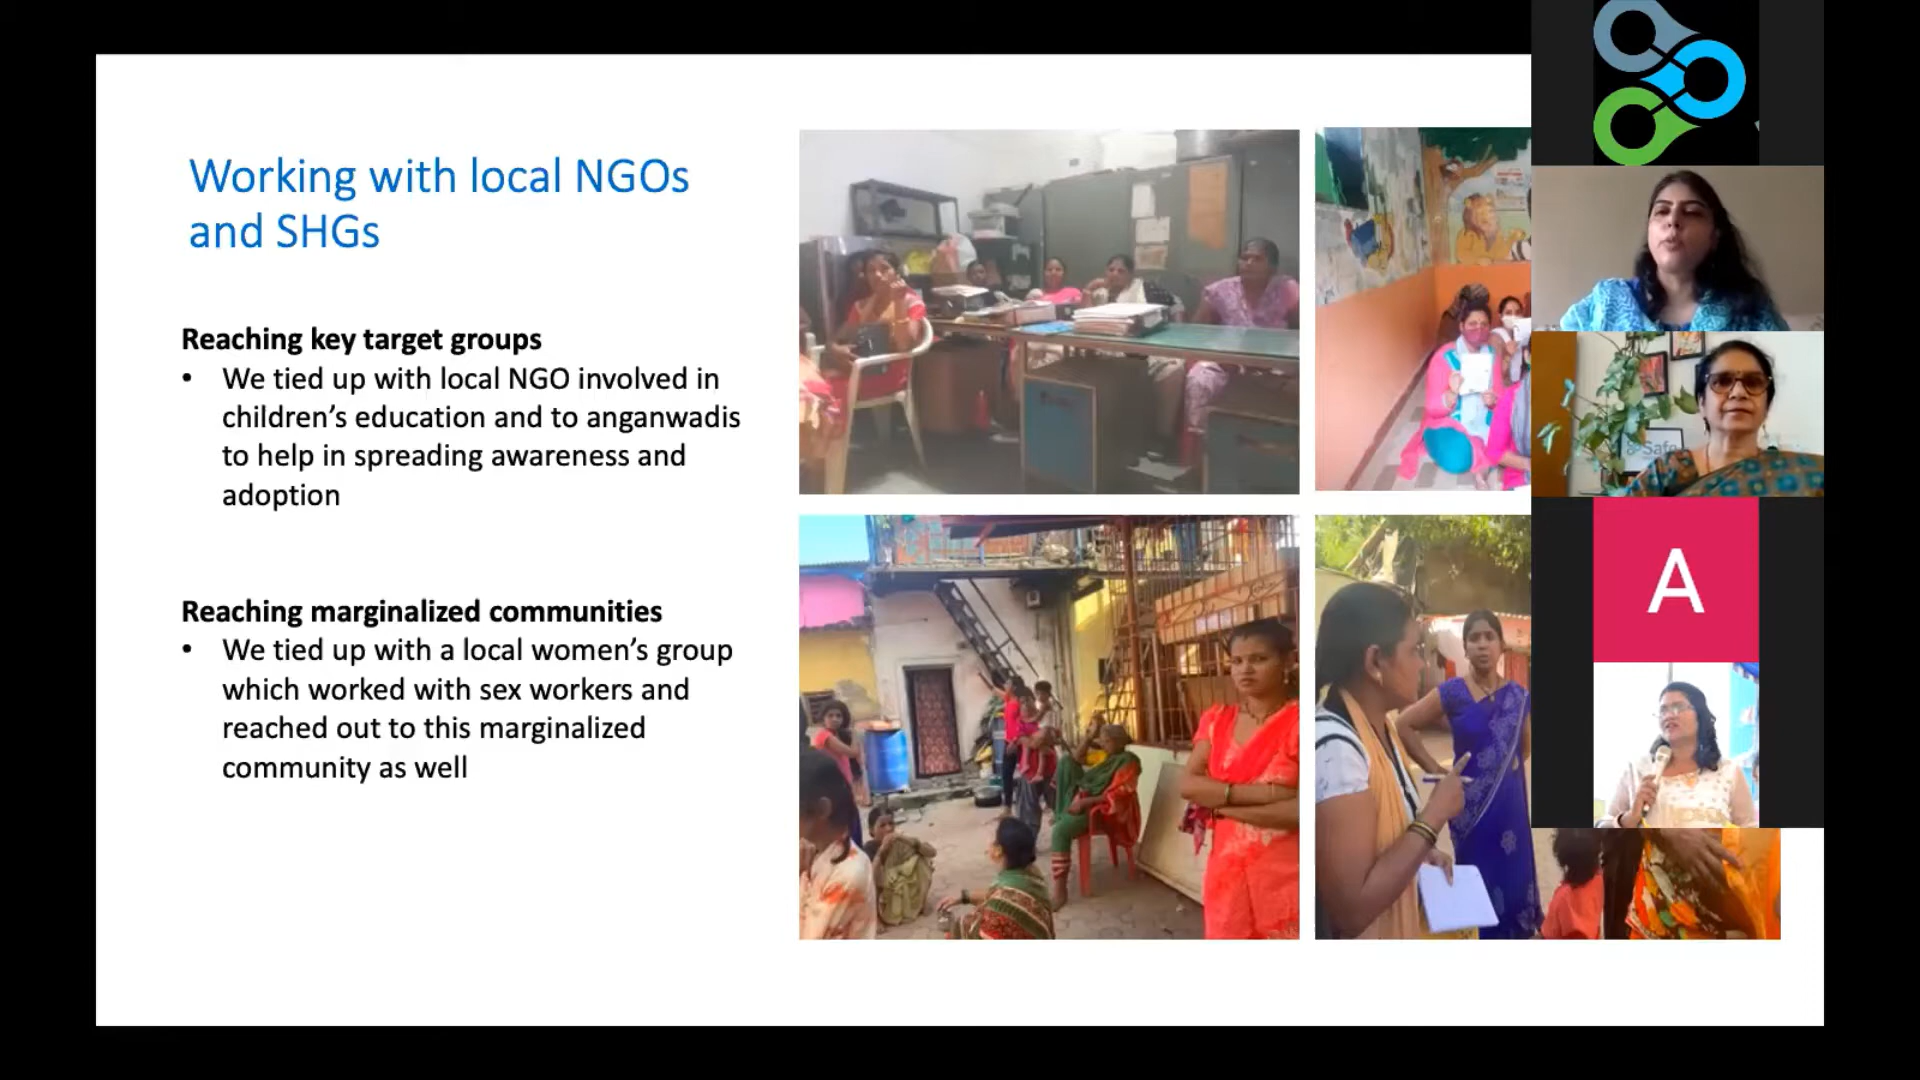 Working with local NGOs
and SHGs
Reaching key target groups
• We tied up with local NGO involved in
children’s education and to anganwadis
to help in spreading awareness and
adoption
Reaching marginalized communities
• We tied up with a local women’s group
which worked with sex workers and
reached out to this marginalized
community as well
Safe
A